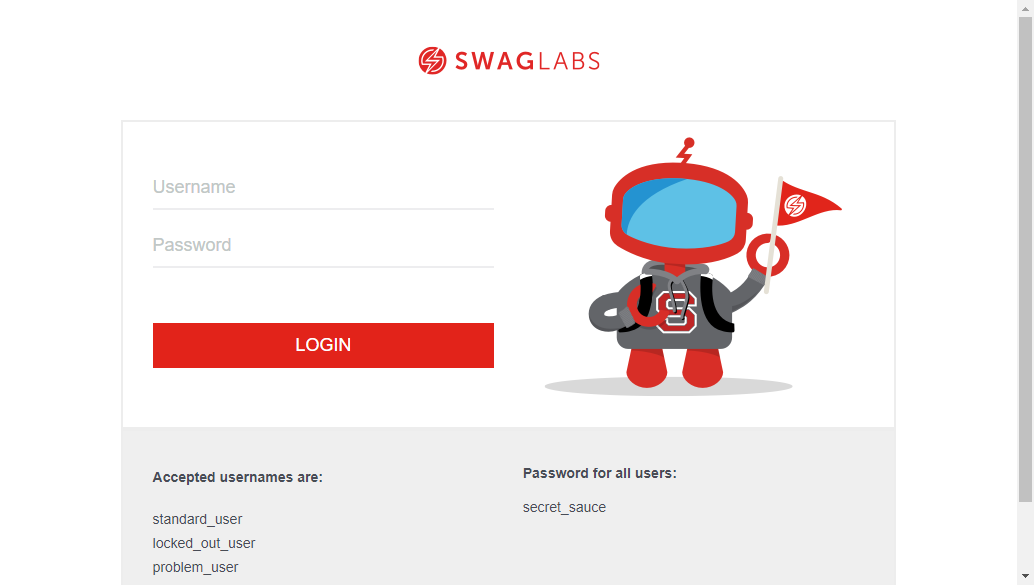 SWAGLABS
Username
Password
LOGIN
Accepted usernames are:
standard_user
locked_out_user
problem_user
Password for all users:
secret_sauce
S